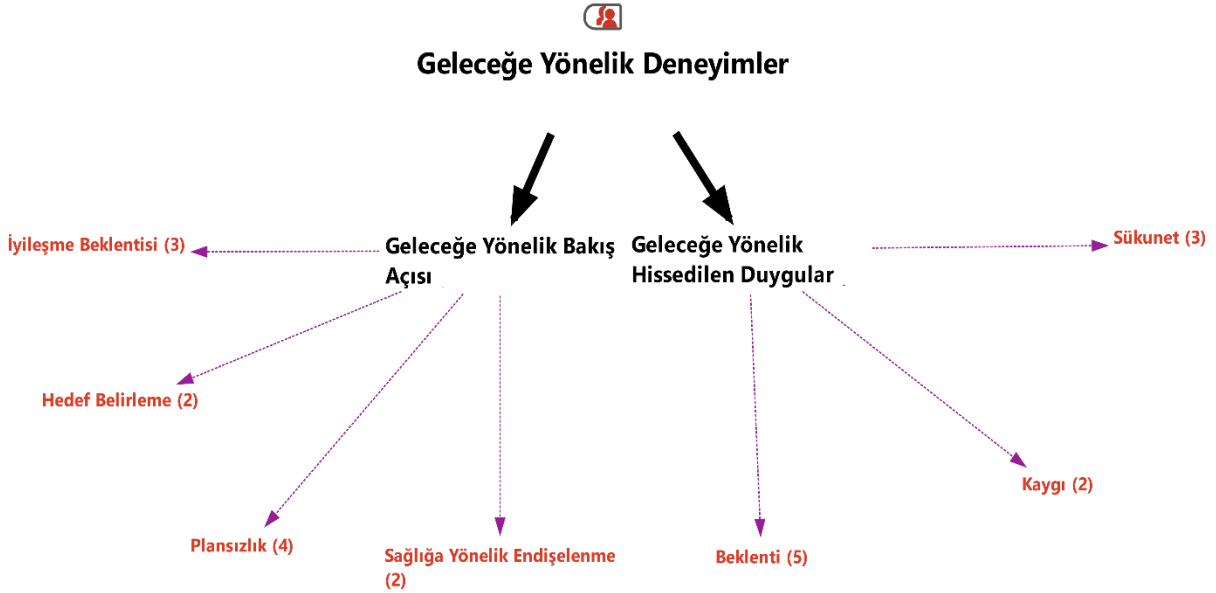 Geleceğe Yönelik Deneyimler
Geleceğe Yönelik Bakış
Açısı
Geleceğe Yönelik
Hissedilen Duygular
İyileşme Beklentisi (3)
Sükunet (3)
Hedef Belirleme (2)
Kaygı (2)
Plansızlık (4)
Sağlığa Yönelik Endişelenme
(2)
Beklenti (5)